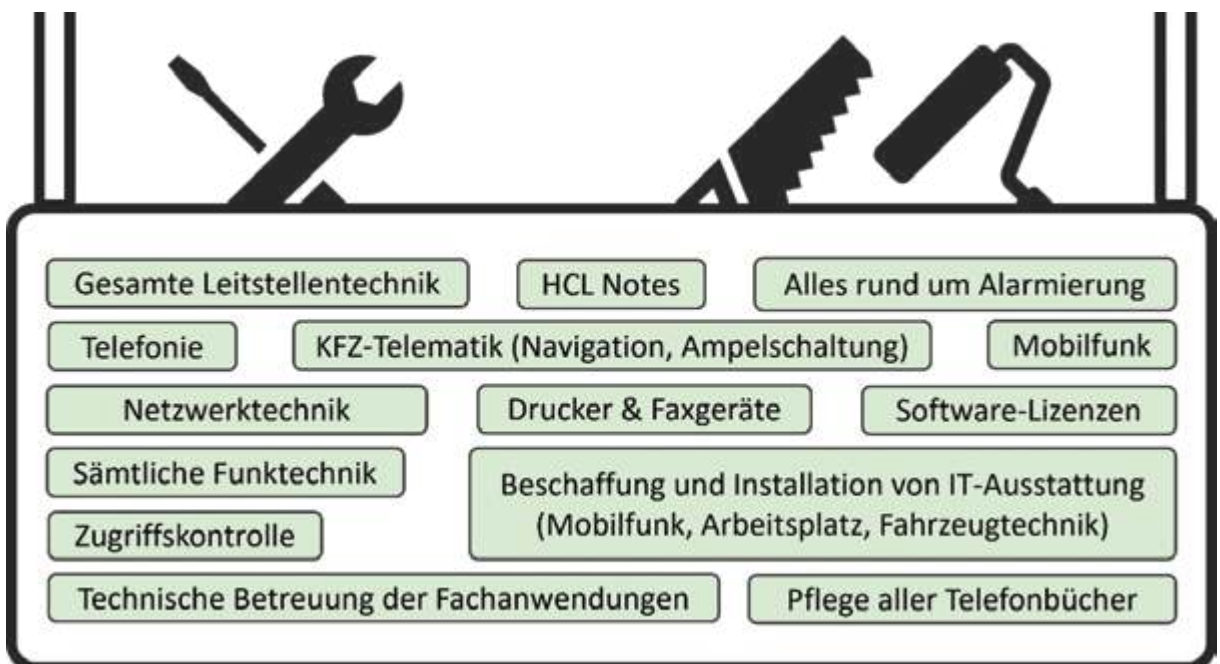 Gesamte Leitstellentechnik
HCL Notes
Alles rund um Alarmierung
Telefonie
KFZ-Telematik (Navigation, Ampelschaltung)
Mobilfunk
Netzwerktechnik
Drucker & Faxgeräte
Software-Lizenzen
Sämtliche Funktechnik
Beschaffung und Installation von IT-Ausstattung
(Mobilfunk, Arbeitsplatz, Fahrzeugtechnik)
Zugriffskontrolle
Technische Betreuung der Fachanwendungen
Pflege aller Telefonbücher